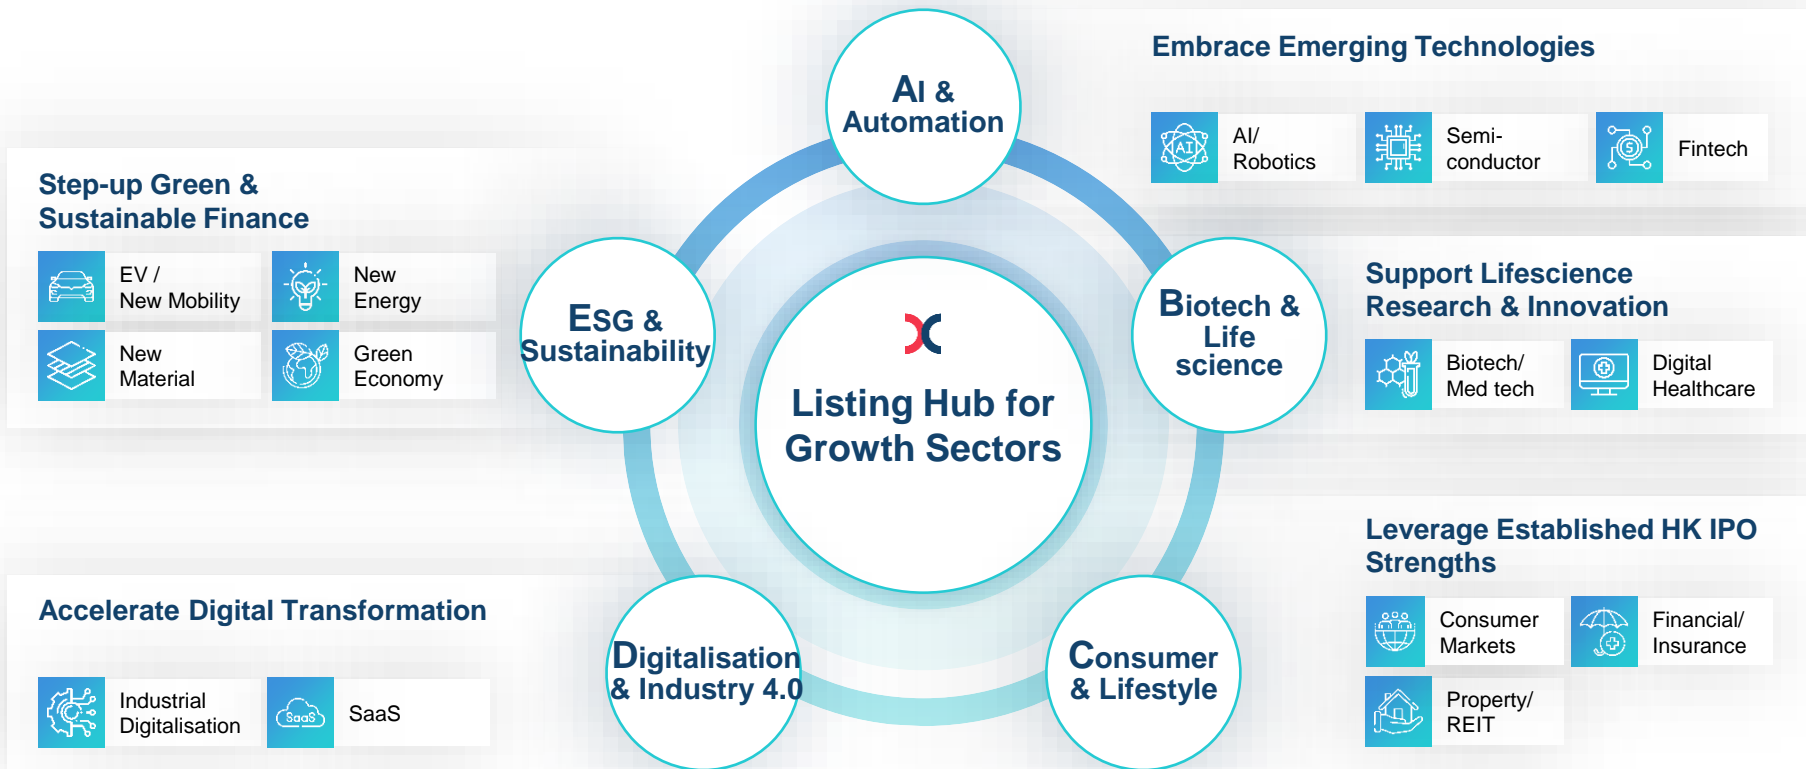 AI &
Automation
Embrace Emerging Technologies
AI
AI/
Robotics
Semi-
conductor
S
Fintech
Biotech &
Life
science
Support Lifescience
Research & Innovation
Biotech/
Med tech
Digital
Healthcare
Consumer
& Lifestyle
Leverage Established HK IPO
Strengths
Consumer
Markets
Financial/
Insurance
Property/
REIT
Digitalisation
& Industry 4.0
Accelerate Digital Transformation
Industrial
Digitalisation
SaaS
SaaS
ESG &
Sustainability
Step-up Green &
Sustainable Finance
EV /
New Mobility
New
Energy
New
Material
Green
Economy
Listing Hub for
Growth Sectors